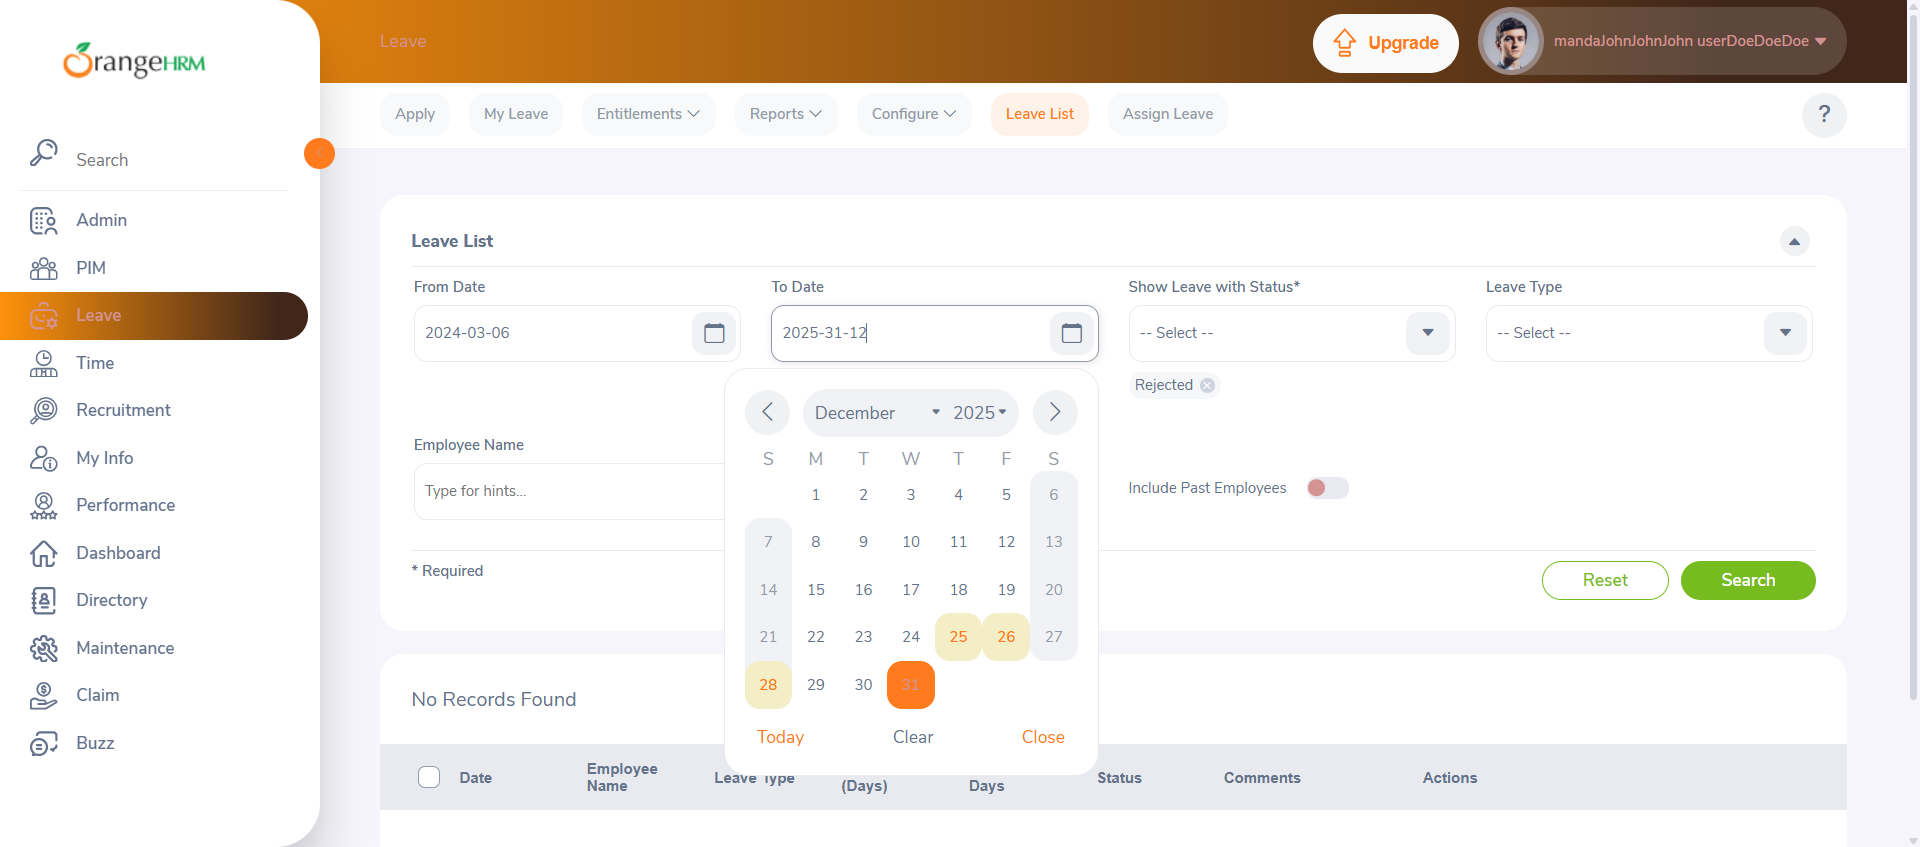 OrangeHRM
Search
Admin
PIM
Leave
Time
Recruitment
My Info
Performance
Dashboard
Directory
Maintenance
Claim
Buzz
Leave
Upgrade
mandaJohnJohnJohn userDoeDoeDoe
Apply
My Leave
Entitlements
Reports
Configure
Leave List
Assign Leave
?
Leave List
From Date
To Date
Show Leave with Status*
Leave Type
2024-03-06
2025-31-12
-- Select --
-- Select --
Rejected
Employee Name
Type for hints...
Include Past Employees
* Required
Reset
Search
December 2025
S M T W T F S
1 2 3 4 5 6
7 8 9 10 11 12 13
14 15 16 17 18 19 20
21 22 23 24 25 26 27
28 29 30 31
Today Clear Close
No Records Found
Date
Employee
Name
Leave Type
(Days)
Days
Status
Comments
Actions